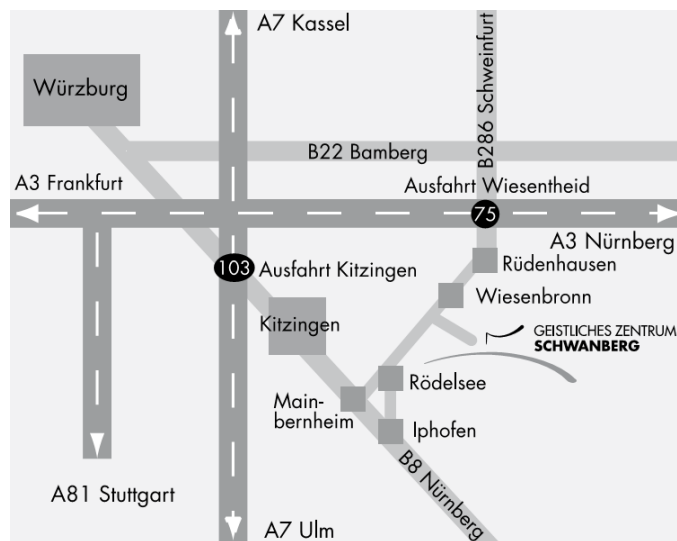 A7 Kassel
B286 Schweinfurt
Würzburg
B22 Bamberg
A3 Frankfurt
Ausfahrt Wiesentheid
75
A3 Nürnberg
103 Ausfahrt Kitzingen
Rüdenhausen
Wiesenbronn
Kitzingen
GEISTLICHES ZENTRUM
SCHWANBERG
Rödelsee
Main-
bernheim
Iphofen
B8 Nürnberg
A81 Stuttgart
A7 Ulm